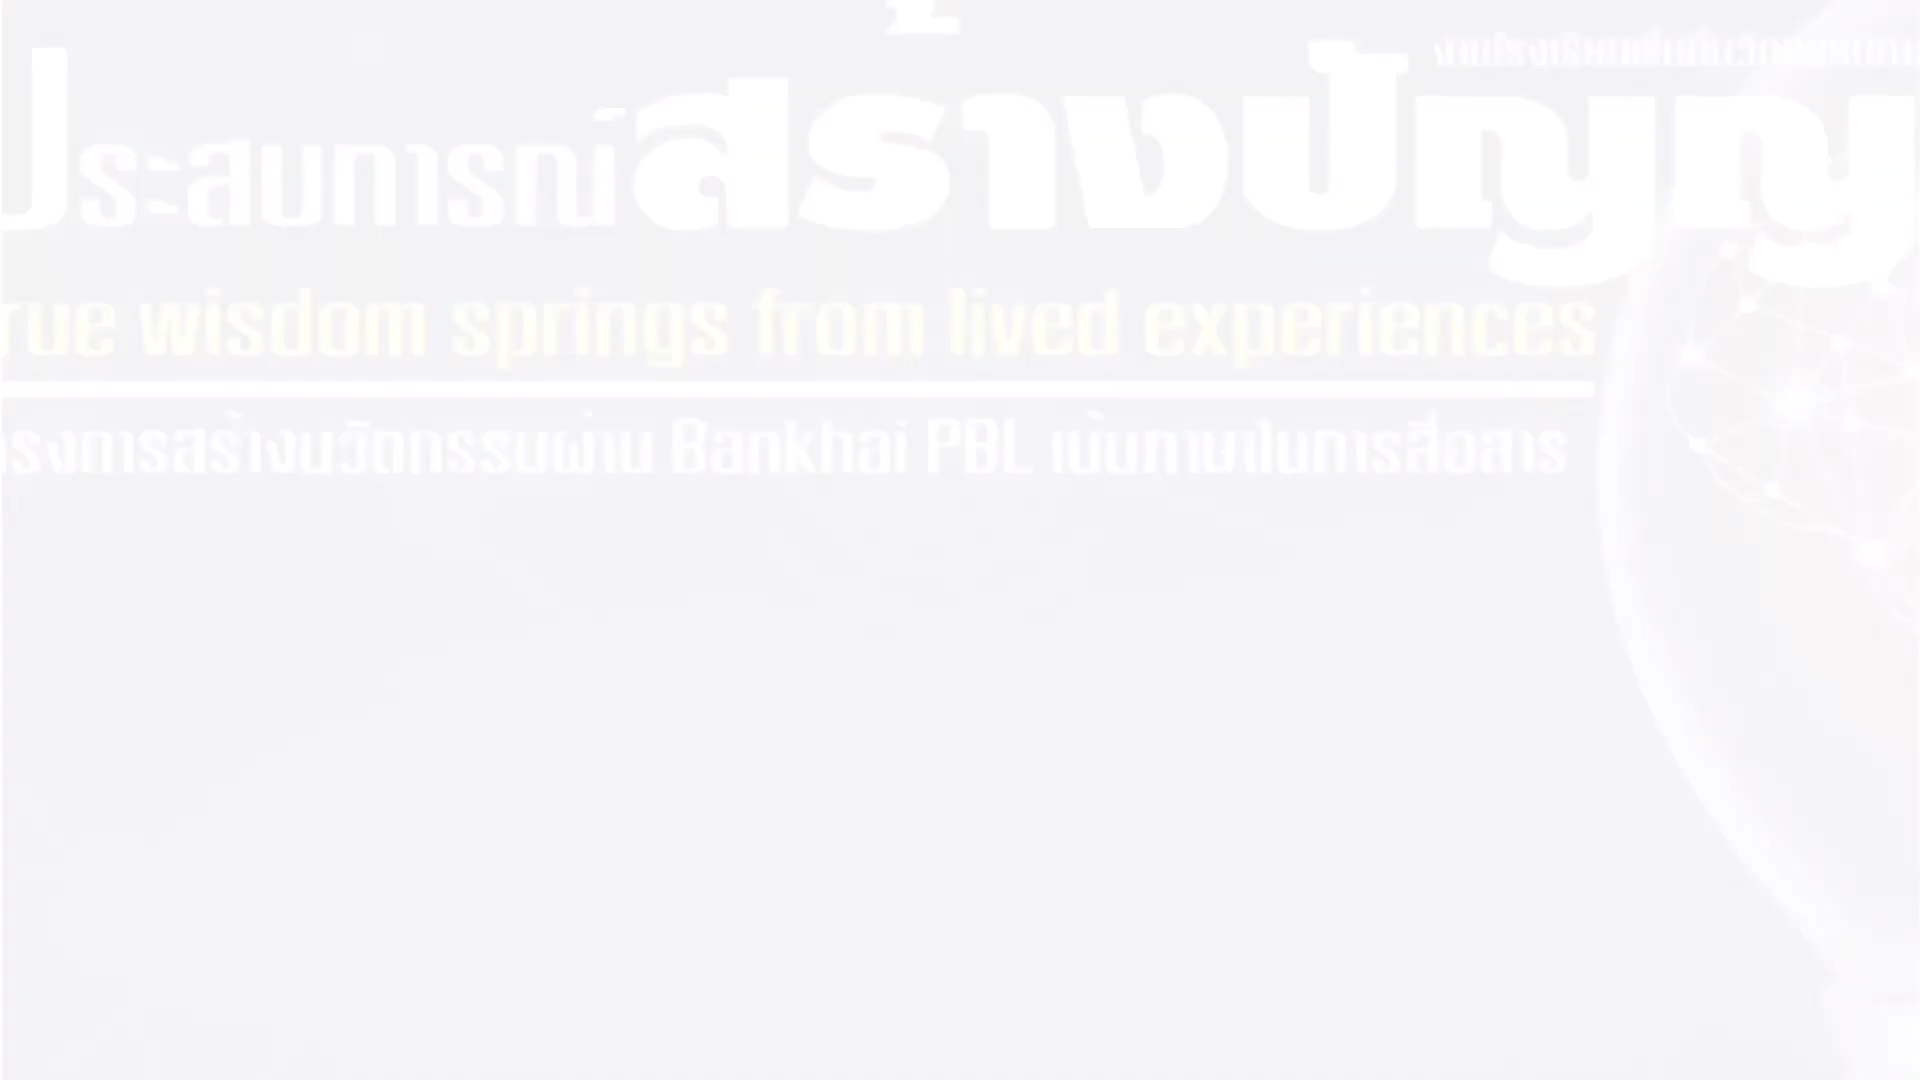 ประสบการณ์สร้างปัญญ
rue wisdom springs from lived experiences
รงการสร้างนวัตกรรมผ่าน Bankhai PBL เน้นภาษาในการสื่อสาร